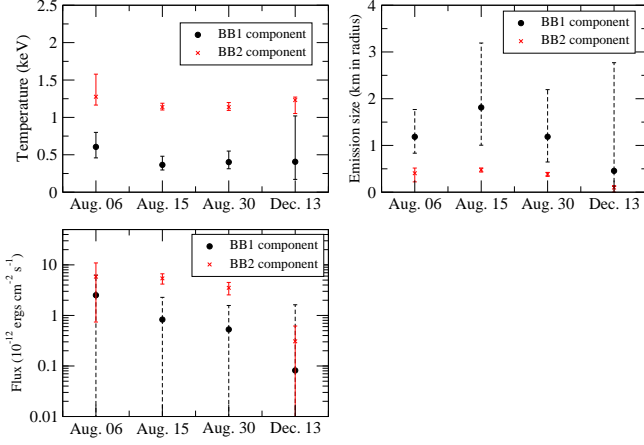 2.5
2
1.5
1
0.5
0
Temperature (keV)
BB1 component
BB2 component
Aug. 06 Aug. 15 Aug. 30 Dec. 13
4
3
2
1
0
Emission size (km in radius)
BB1 component
BB2 component
Aug. 06 Aug. 15 Aug. 30 Dec. 13
10
1
0.1
0.01
Flux (10⁻¹² ergs cm⁻² s⁻¹)
BB1 component
BB2 component
Aug. 06 Aug. 15 Aug. 30 Dec. 13